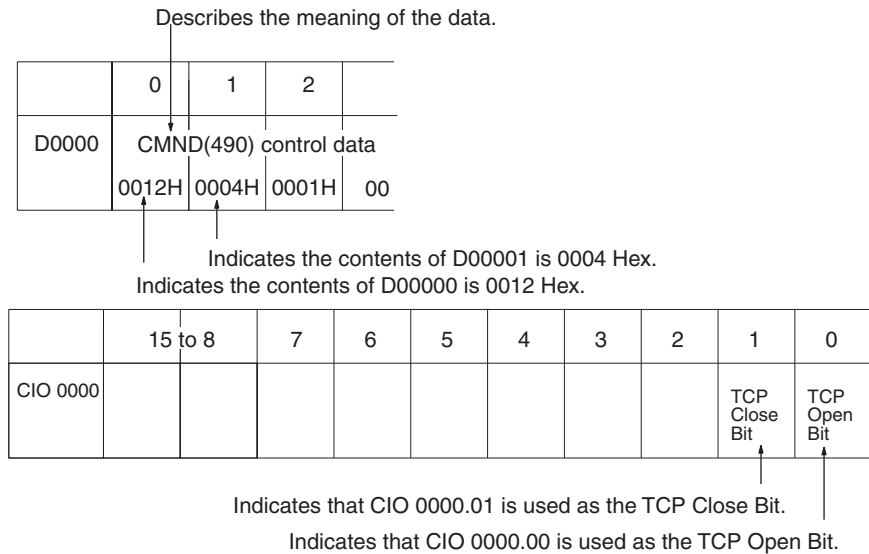 Describes the meaning of the data.
0 1 2
D0000 CMND(490) control data
0012H 0004H 0001H 00
Indicates the contents of D00001 is 0004 Hex.
Indicates the contents of D00000 is 0012 Hex.
15 to 8 7 6 5 4 3 2 1 0
CIO 0000
TCP Close Bit
TCP Open Bit
Indicates that CIO 0000.01 is used as the TCP Close Bit.
Indicates that CIO 0000.00 is used as the TCP Open Bit.